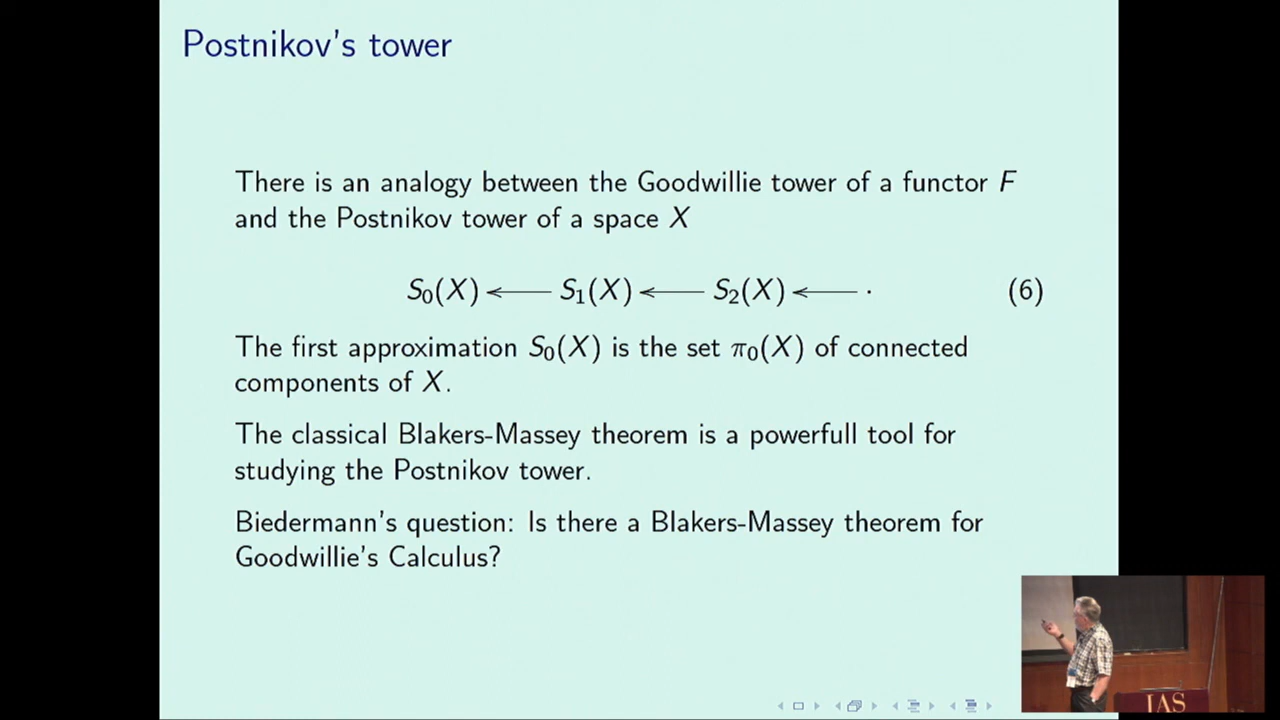 Postnikov's tower
There is an analogy between the Goodwillie tower of a functor F
and the Postnikov tower of a space X
S₀(X) ← S₁(X) ← S₂(X) ← · (6)
The first approximation S₀(X) is the set π₀(X) of connected
components of X.
The classical Blakers-Massey theorem is a powerfull tool for
studying the Postnikov tower.
Biedermann's question: Is there a Blakers-Massey theorem for
Goodwillie's Calculus?
IAS